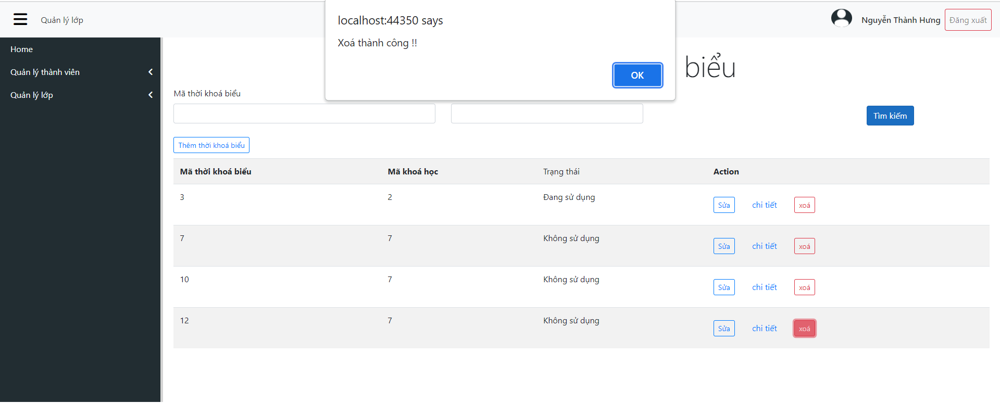 Quản lý lớp
localhost:44350 says
Xoá thành công !!
OK
Nguyễn Thành Hưng
Đăng xuất
Home
Quản lý thành viên
Quản lý lớp
biểu
Mã thời khoá biểu
Tìm kiếm
Thêm thời khoá biểu
Mã thời khoá biểu Mã khoá học Trạng thái Action
3 2 Đang sử dụng Sửa chi tiết xoá
7 7 Không sử dụng Sửa chi tiết xoá
10 7 Không sử dụng Sửa chi tiết xoá
12 7 Không sử dụng Sửa chi tiết xoá